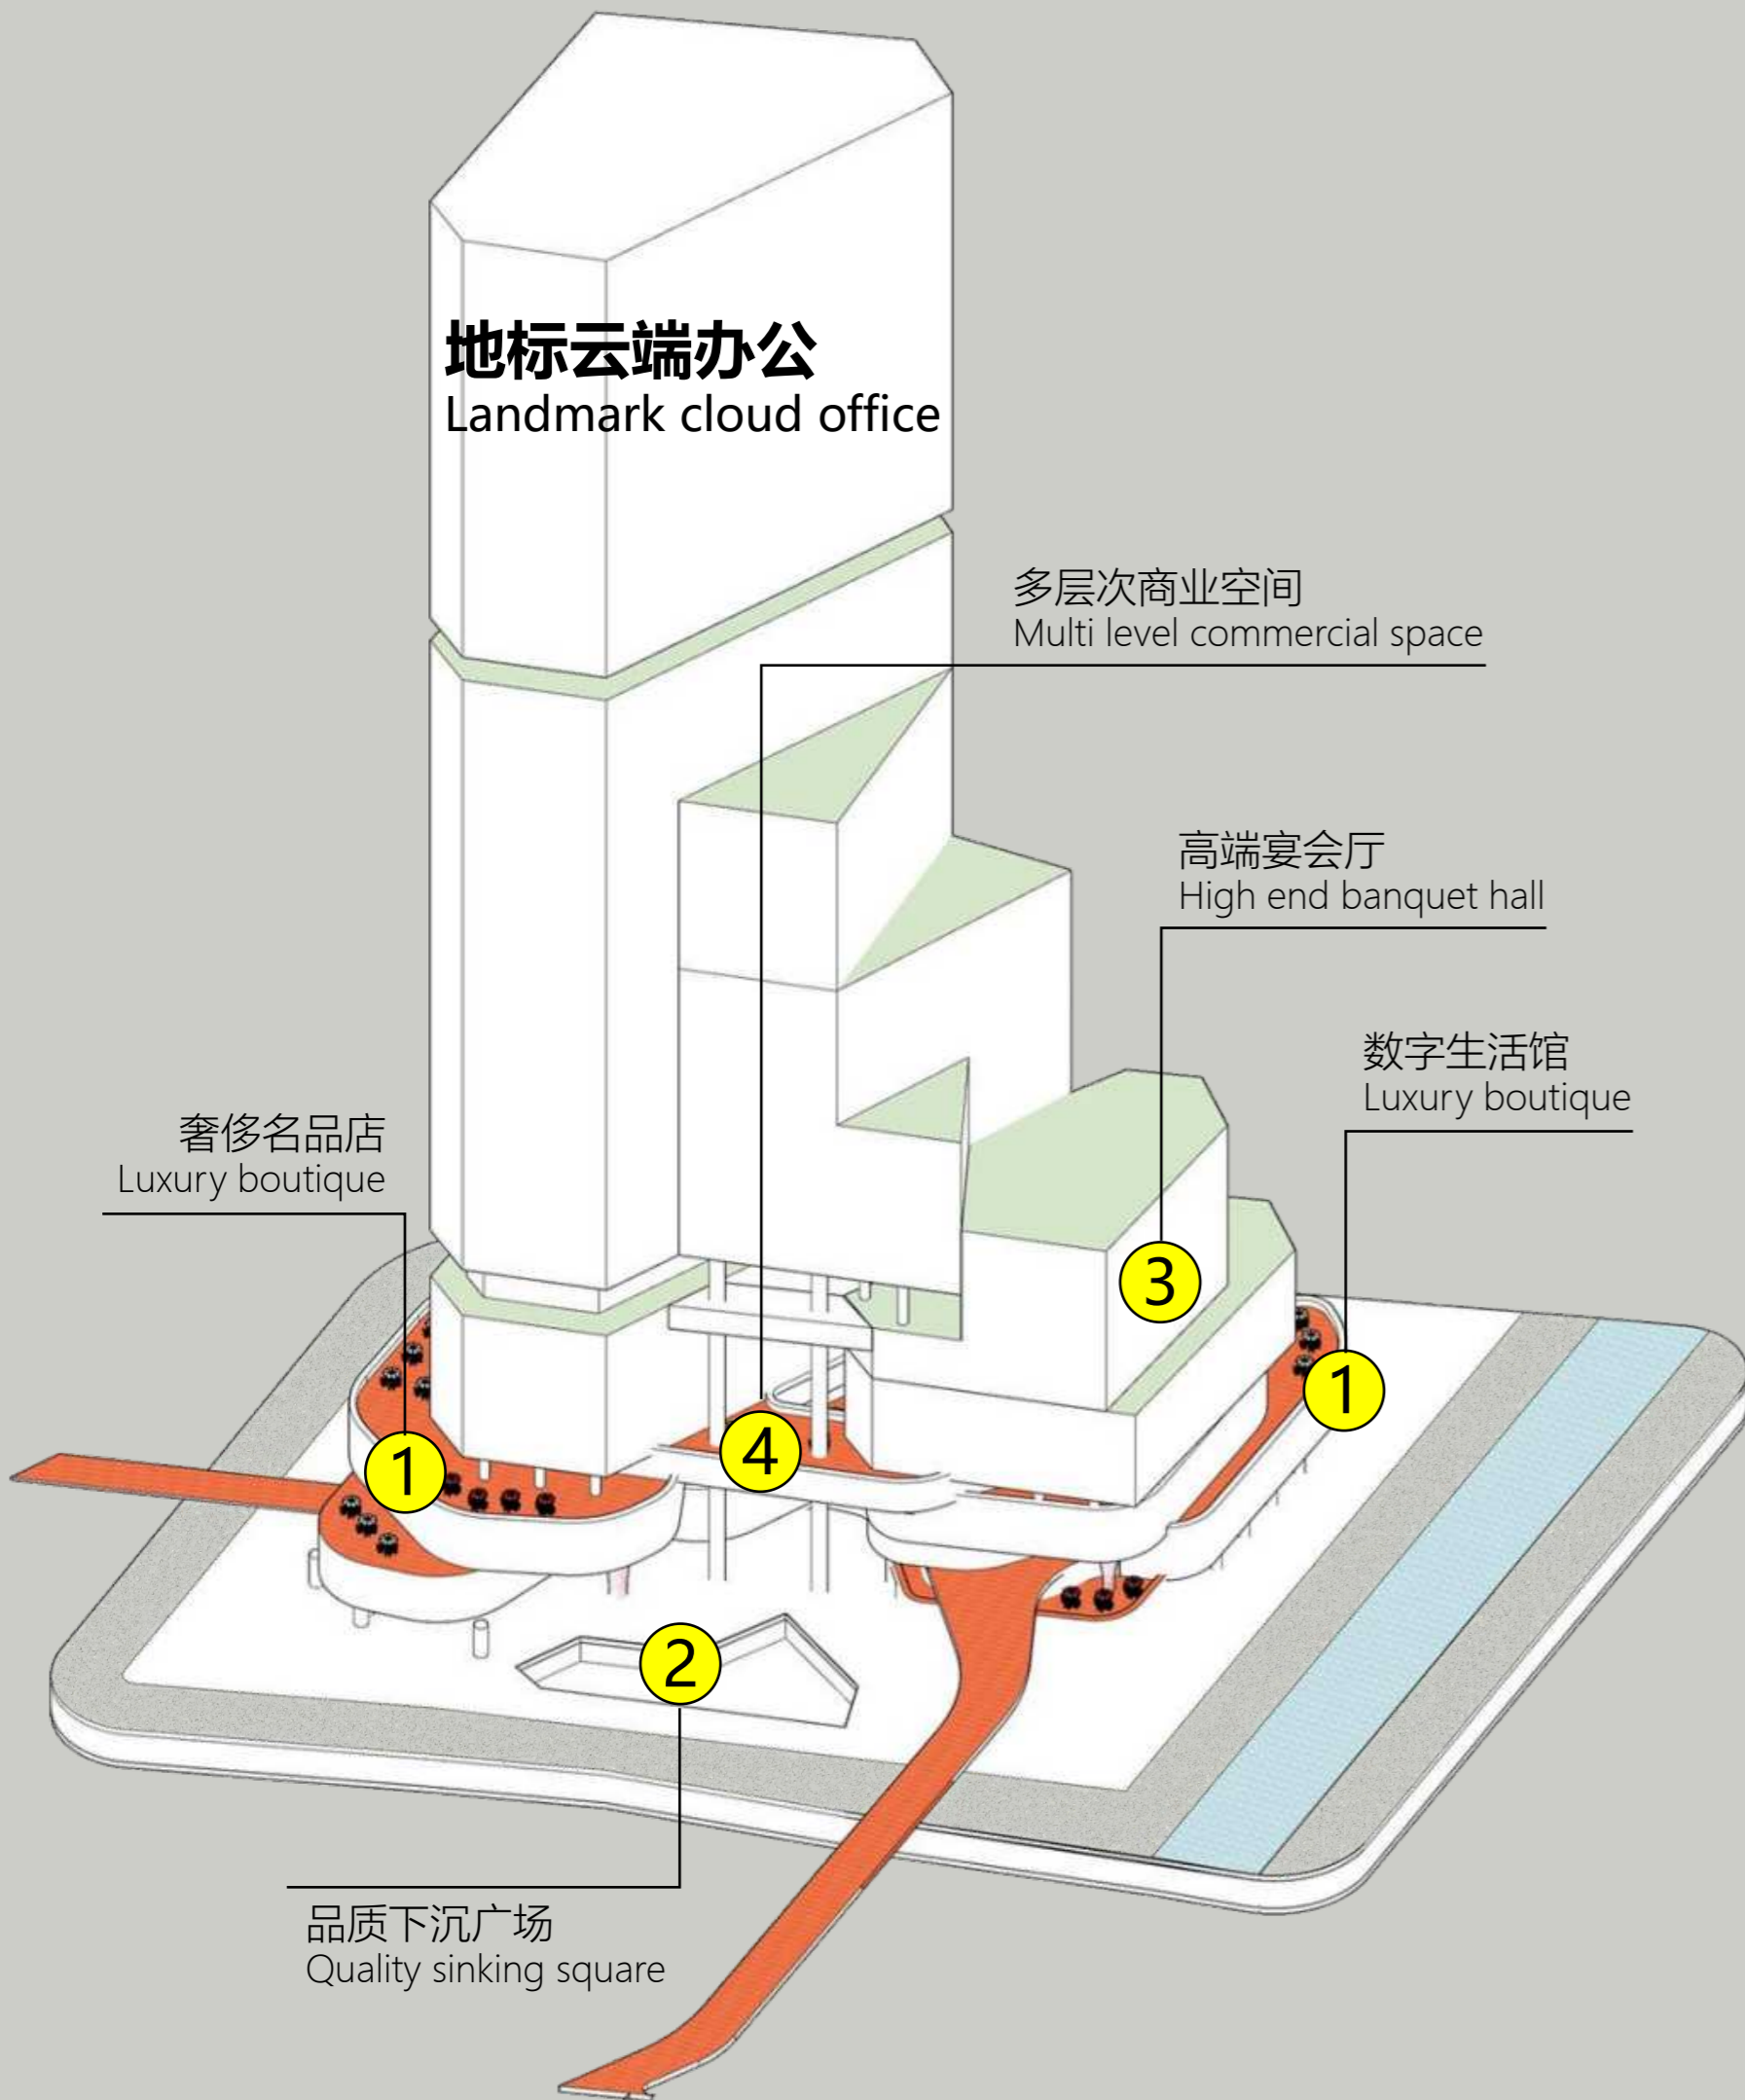 地标云端办公
Landmark cloud office
多层次商业空间
Multi level commercial space
高端宴会厅
High end banquet hall
数字生活馆
Luxury boutique
奢侈名品店
Luxury boutique
3
1
4
1
2
品质下沉广场
Quality sinking square